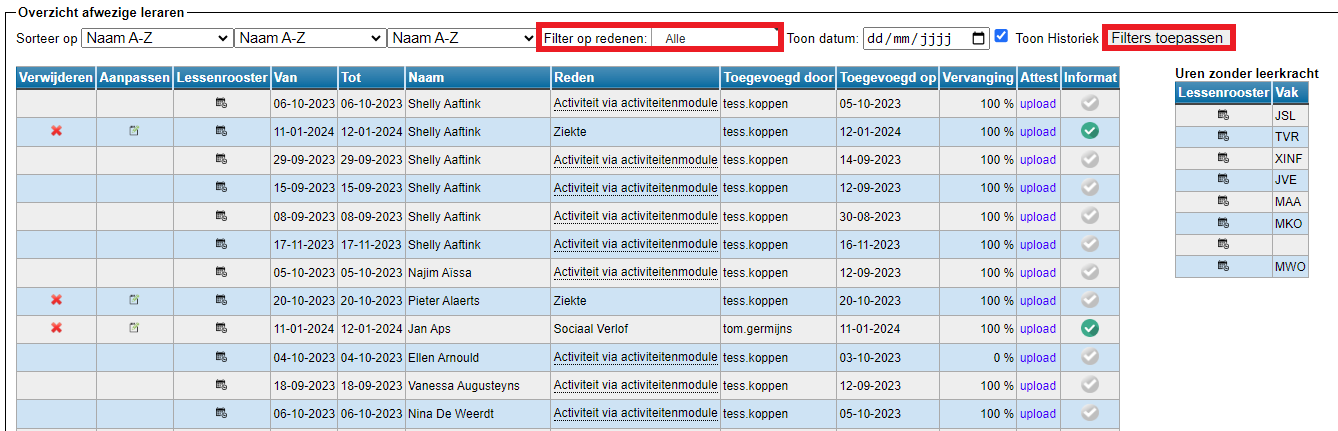 Overzicht afwezige leraren
Sorteer op Naam A-Z Naam A-Z Naam A-Z Filter op redenen: Alle Toon datum: dd/mm/jjjj Toon Historiek Filters toepassen
Verwijderen Aanpassen Lessenrooster Van Tot Naam Reden Toegevoegd door Toegevoegd op Vervanging Attest Informat
06-10-2023 06-10-2023 Shelly Aaftink Activiteit via activiteitenmodule tess.koppen 05-10-2023 100 % upload
11-01-2024 12-01-2024 Shelly Aaftink Ziekte tess.koppen 12-01-2024 100 % upload
29-09-2023 29-09-2023 Shelly Aaftink Activiteit via activiteitenmodule tess.koppen 14-09-2023 100 % upload
15-09-2023 15-09-2023 Shelly Aaftink Activiteit via activiteitenmodule tess.koppen 12-09-2023 100 % upload
08-09-2023 08-09-2023 Shelly Aaftink Activiteit via activiteitenmodule tess.koppen 30-08-2023 100 % upload
17-11-2023 17-11-2023 Shelly Aaftink Activiteit via activiteitenmodule tess.koppen 16-11-2023 100 % upload
05-10-2023 05-10-2023 Najim Aïssa Activiteit via activiteitenmodule tess.koppen 12-09-2023 100 % upload
20-10-2023 20-10-2023 Pieter Alaerts Ziekte tess.koppen 20-10-2023 100 % upload
11-01-2024 12-01-2024 Jan Aps Sociaal Verlof tom.germijns 11-01-2024 100 % upload
04-10-2023 04-10-2023 Ellen Arnould Activiteit via activiteitenmodule tess.koppen 03-10-2023 0 % upload
18-09-2023 18-09-2023 Vanessa Augusteyns Activiteit via activiteitenmodule tess.koppen 12-09-2023 100 % upload
06-10-2023 06-10-2023 Nina De Weerdt Activiteit via activiteitenmodule tess.koppen 05-10-2023 100 % upload
Uren zonder leerkracht
Lessenrooster Vak
JSL
TVR
XINF
JVE
MAA
MKO
MWO